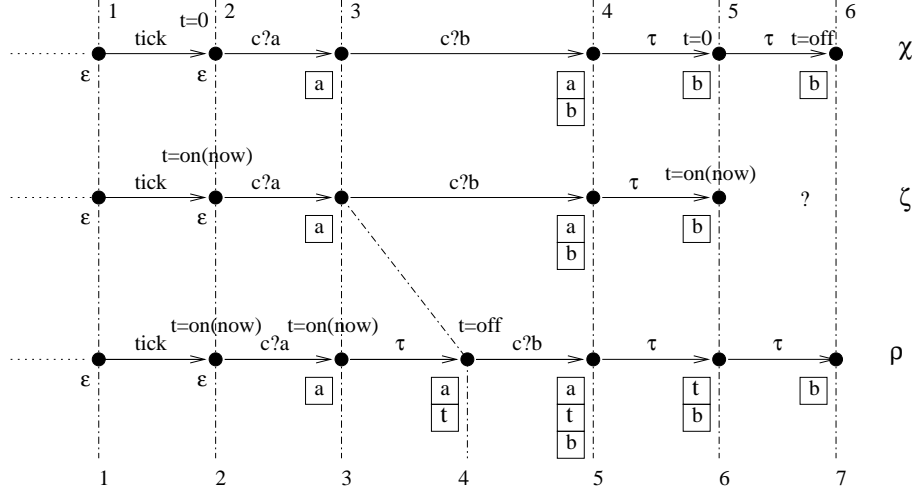 1 2 3 4 5 6
t=0
tick c?a c?b τ t=0 τ t=off χ
ε ε a a b b
b
t=on(now) t=on(now)
tick c?a c?b τ ? ζ
ε ε a a b
b
t=on(now) t=on(now) t=off
tick c?a τ c?b τ τ ρ
ε ε a a a t b
t t b
b
1 2 3 4 5 6 7